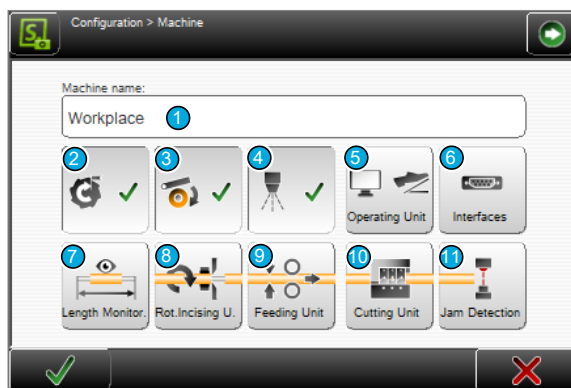 Configuration > Machine
Machine name:
Workplace 1
2 3 4 5 6
Operating Unit Interfaces
7 8 9 10 11
Length Monitor. Rot.Incising U. Feeding Unit Cutting Unit Jam Detection